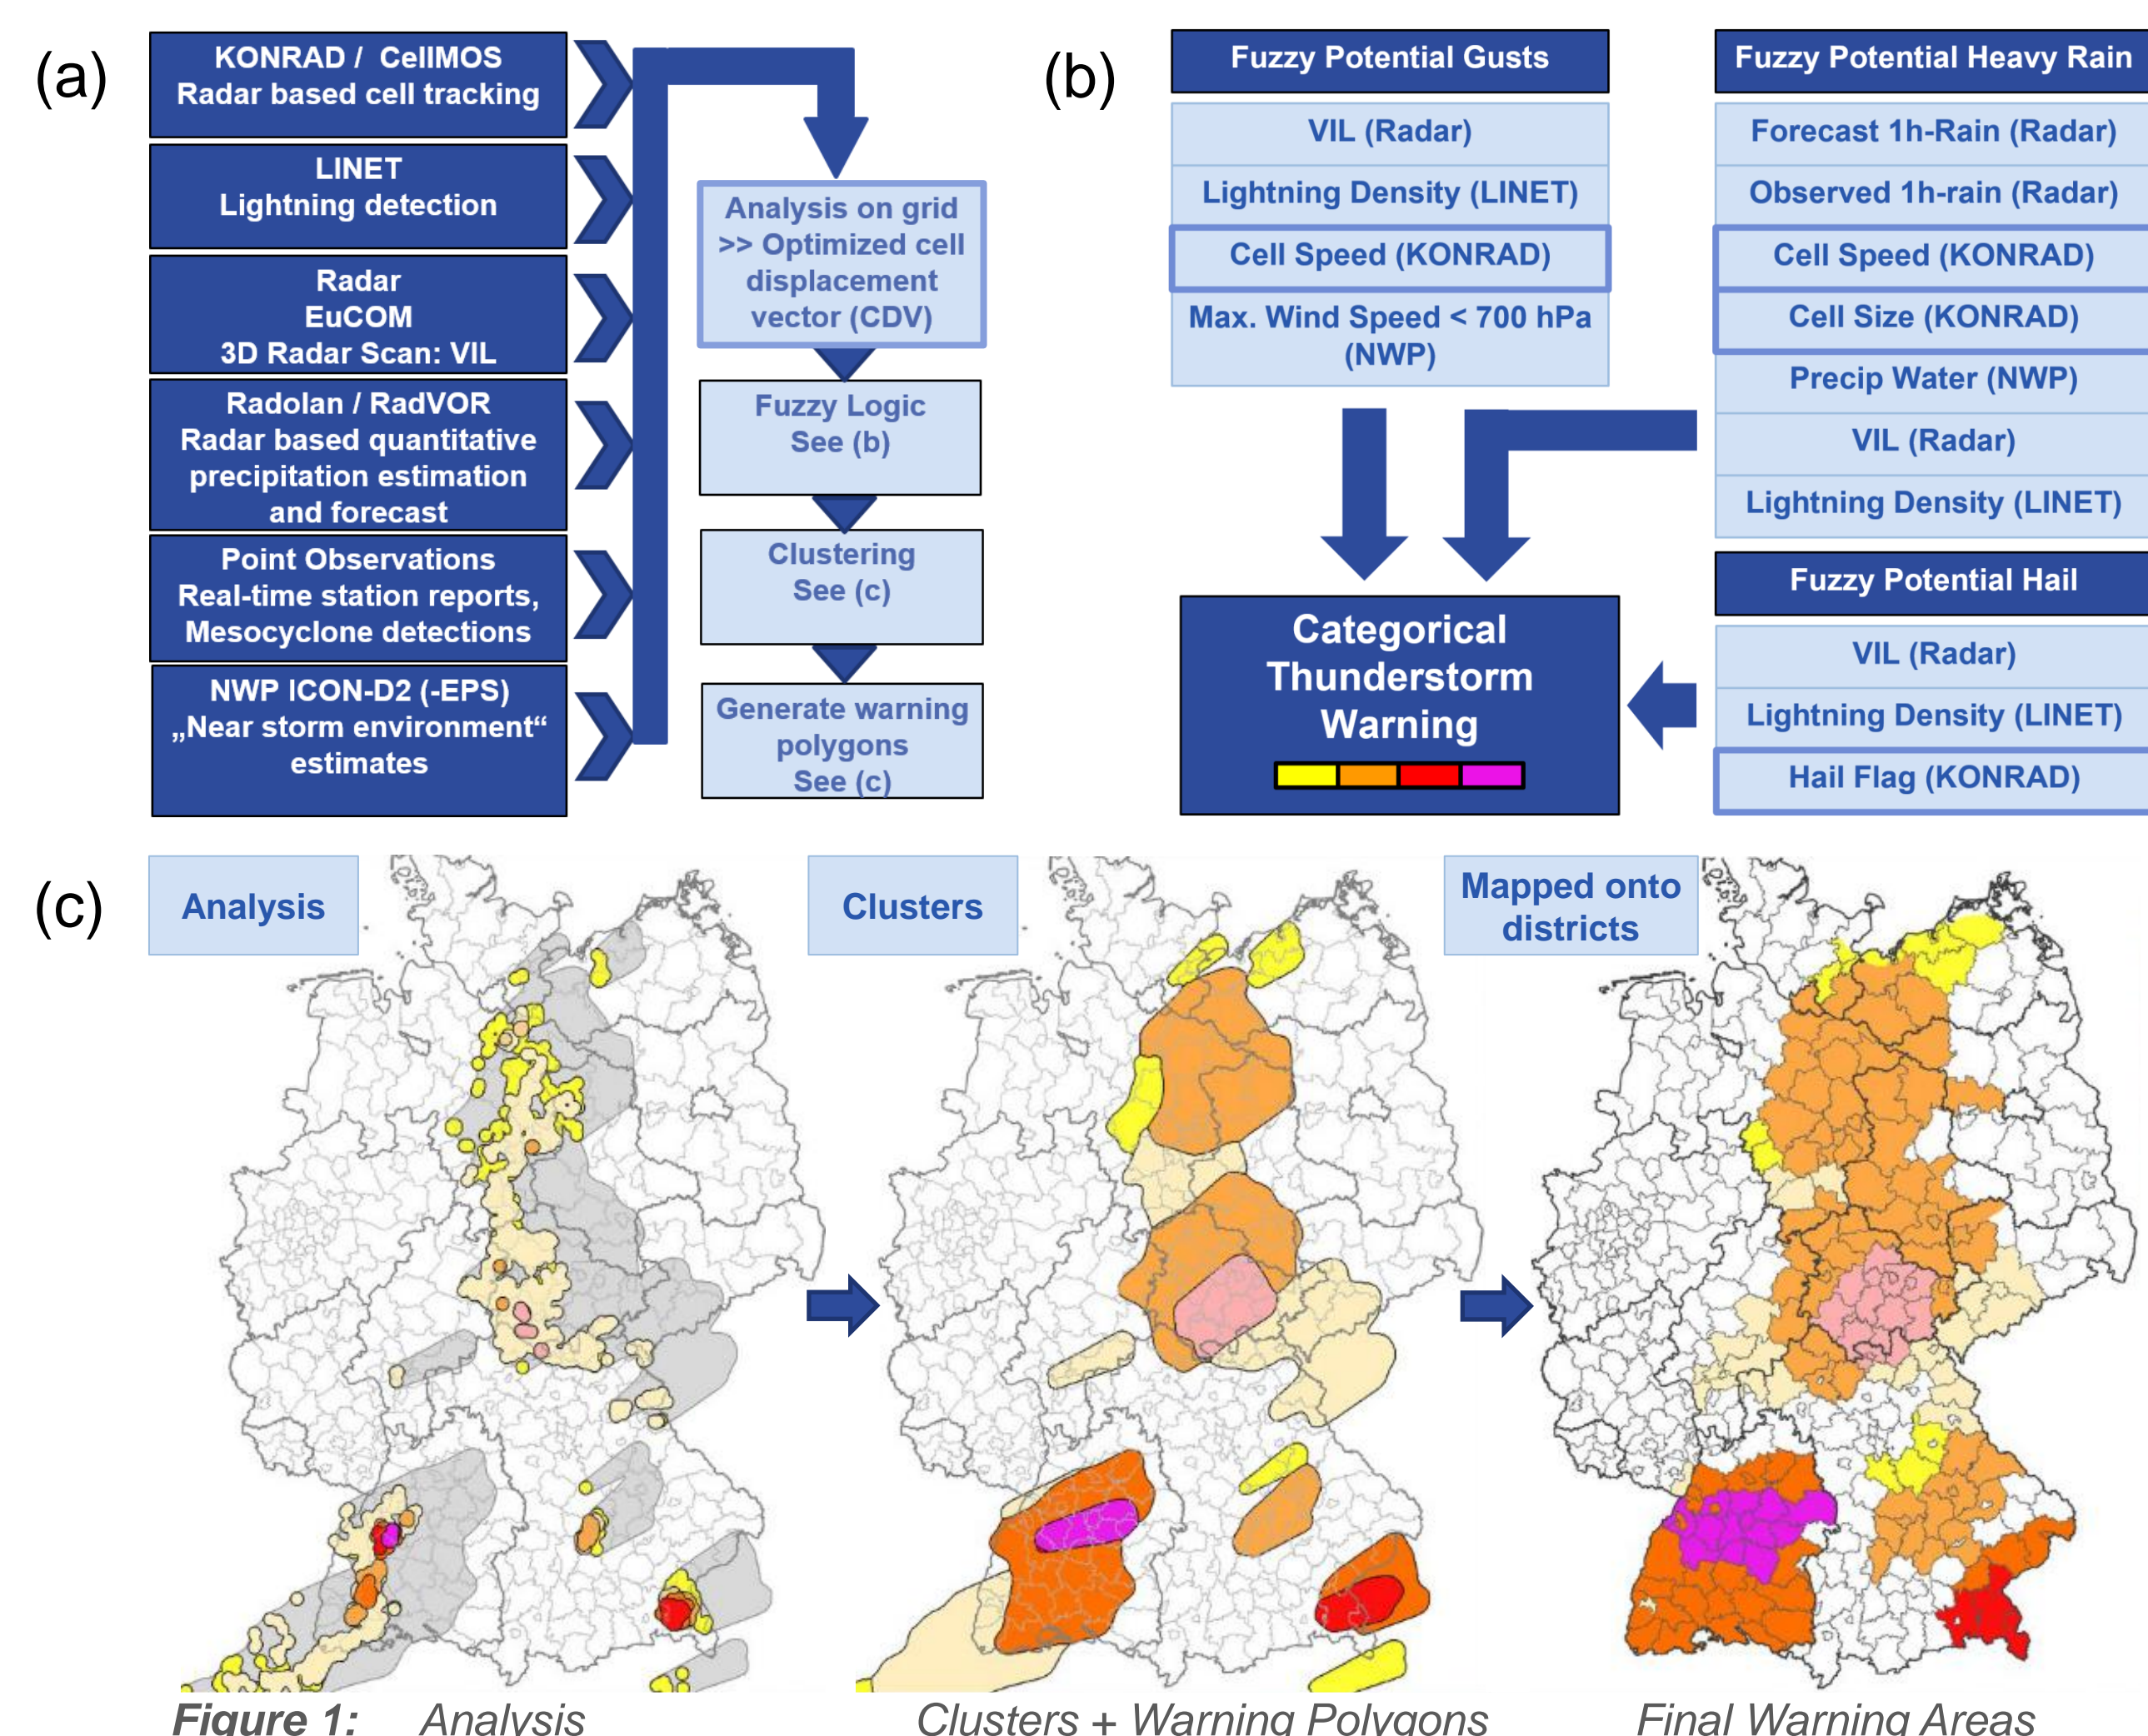 (a)
KONRAD / CellMOS
Radar based cell tracking
LINET
Lightning detection
Radar
EuCOM
3D Radar Scan: VIL
Radolan / RadVOR
Radar based quantitative
precipitation estimation
and forecast
Point Observations
Real-time station reports,
Mesocyclone detections
NWP ICON-D2 (-EPS)
„Near storm environment“
estimates
Analysis on grid
>> Optimized cell
displacement
vector (CDV)
Fuzzy Logic
See (b)
Clustering
See (c)
Generate warning
polygons
See (c)
(b)
Fuzzy Potential Gusts
VIL (Radar)
Lightning Density (LINET)
Cell Speed (KONRAD)
Max. Wind Speed < 700 hPa
(NWP)
Fuzzy Potential Heavy Rain
Forecast 1h-Rain (Radar)
Observed 1h-rain (Radar)
Cell Speed (KONRAD)
Cell Size (KONRAD)
Precip Water (NWP)
VIL (Radar)
Lightning Density (LINET)
Fuzzy Potential Hail
VIL (Radar)
Lightning Density (LINET)
Hail Flag (KONRAD)
Categorical
Thunderstorm
Warning
(c)
Analysis
Clusters
Mapped onto
districts
Figure 1: Analysis
Clusters + Warning Polygons
Final Warning Areas